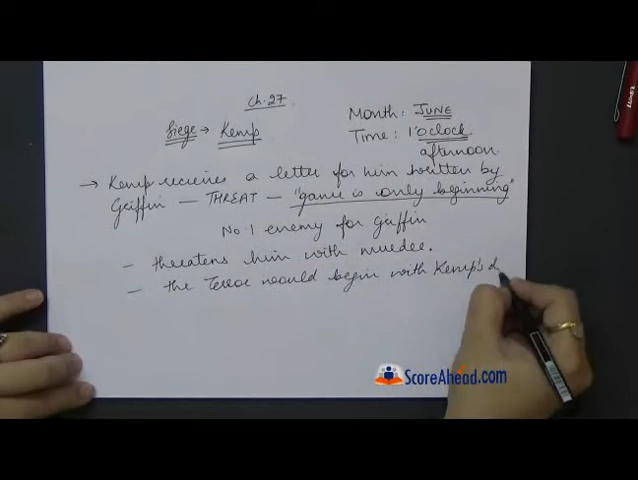 Ch. 27
Siege → Kemp
Month: JUNE
Time: 1'oclock
afternoon
→ Kemp recieves a letter for him written by
Griffin — THREAT — "game is only beginning"
No. 1 enemy for Griffin
- threatens him with murder.
- the Terror would begin with Kemp's d
ScoreAhead.com